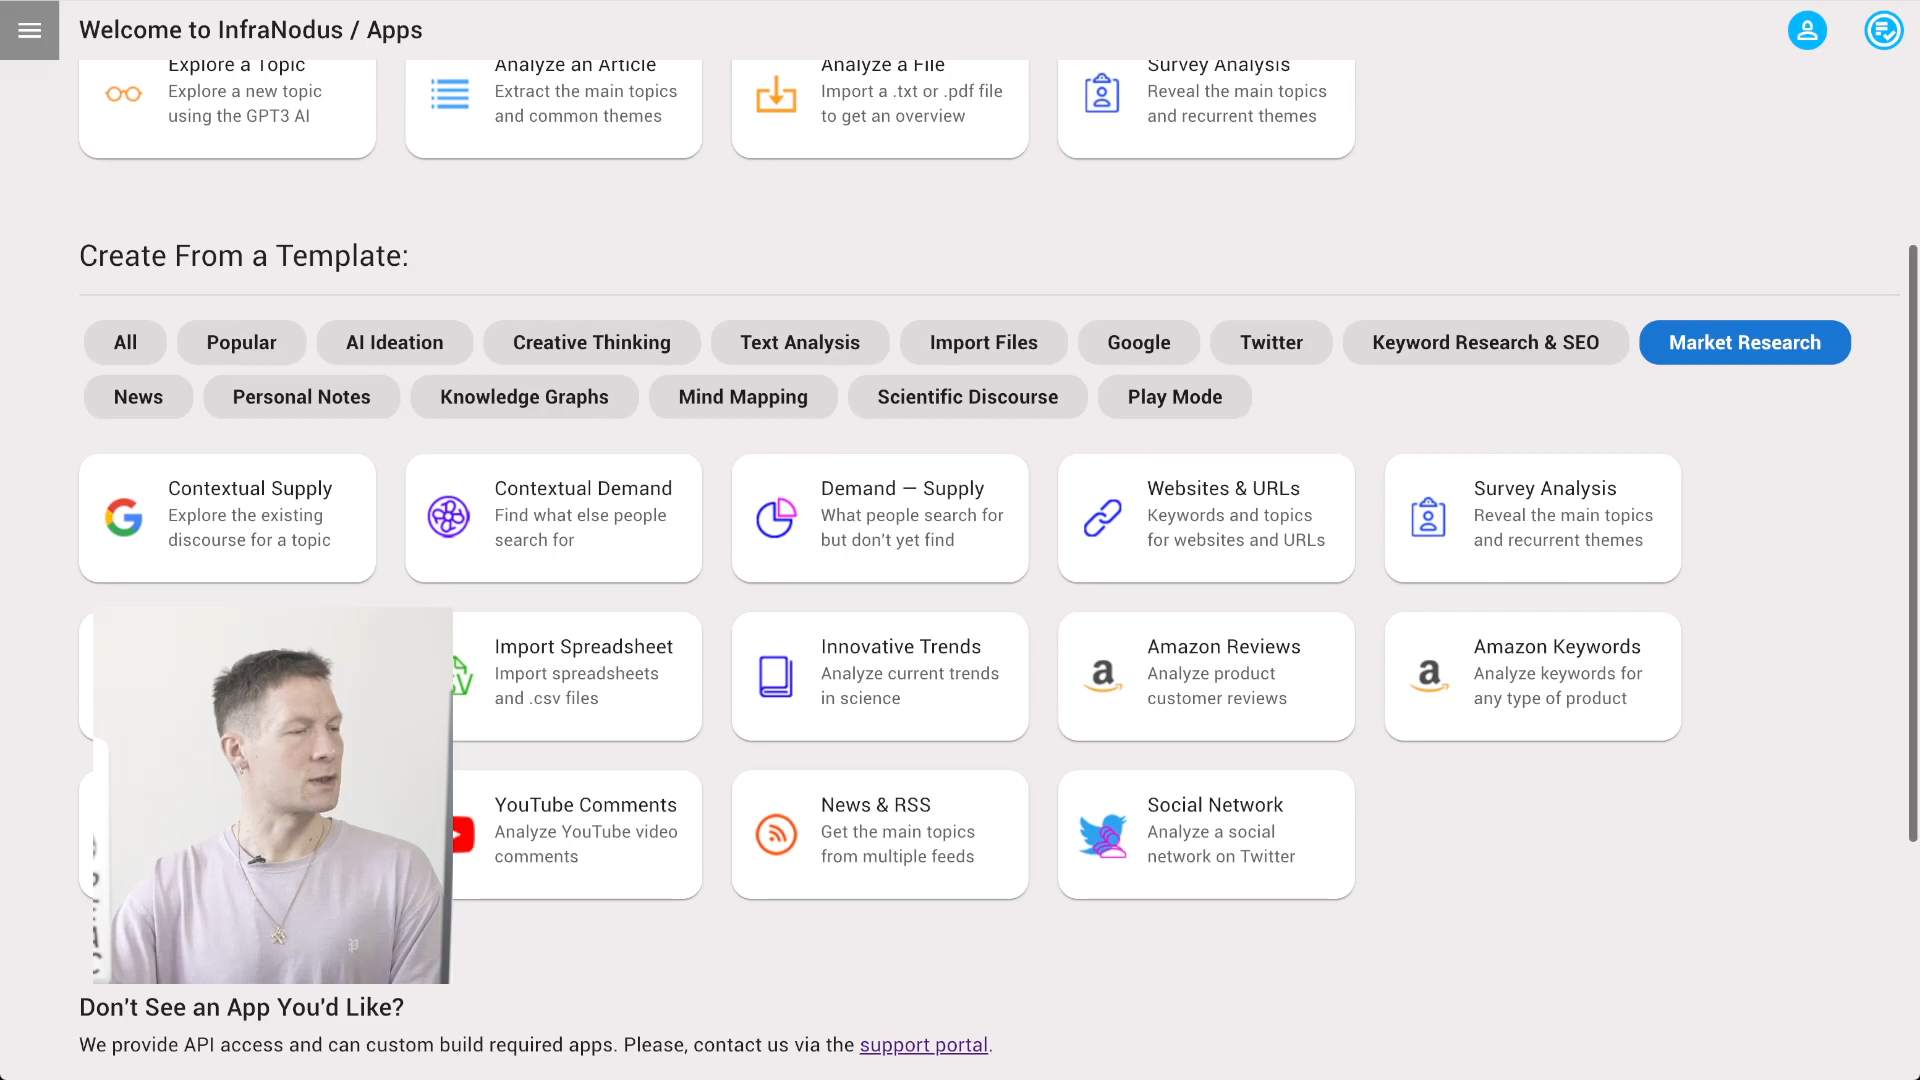 Welcome to InfraNodus / Apps
Explore a Topic
Explore a new topic
using the GPT3 AI
Analyze an Article
Extract the main topics
and common themes
Analyze a File
Import a .txt or .pdf file
to get an overview
Survey Analysis
Reveal the main topics
and recurrent themes
Create From a Template:
All
Popular
AI Ideation
Creative Thinking
Text Analysis
Import Files
Google
Twitter
Keyword Research & SEO
Market Research
News
Personal Notes
Knowledge Graphs
Mind Mapping
Scientific Discourse
Play Mode
Contextual Supply
Explore the existing
discourse for a topic
Contextual Demand
Find what else people
search for
Demand — Supply
What people search for
but don't yet find
Websites & URLs
Keywords and topics
for websites and URLs
Survey Analysis
Reveal the main topics
and recurrent themes
Import Spreadsheet
Import spreadsheets
and .csv files
Innovative Trends
Analyze current trends
in science
Amazon Reviews
Analyze product
customer reviews
Amazon Keywords
Analyze keywords for
any type of product
YouTube Comments
Analyze YouTube video
comments
News & RSS
Get the main topics
from multiple feeds
Social Network
Analyze a social
network on Twitter
Don't See an App You'd Like?
We provide API access and can custom build required apps. Please, contact us via the support portal.